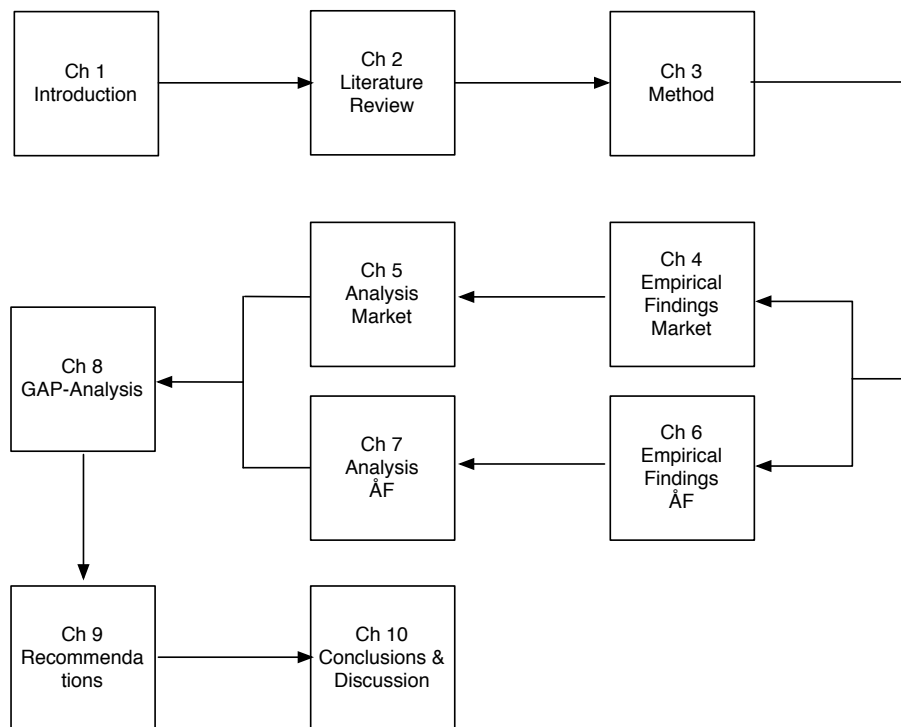 Ch 1
Introduction
Ch 2
Literature
Review
Ch 3
Method
Ch 4
Empirical
Findings
Market
Ch 5
Analysis
Market
Ch 6
Empirical
Findings
ÅF
Ch 7
Analysis
ÅF
Ch 8
GAP-Analysis
Ch 9
Recommenda
tions
Ch 10
Conclusions &
Discussion